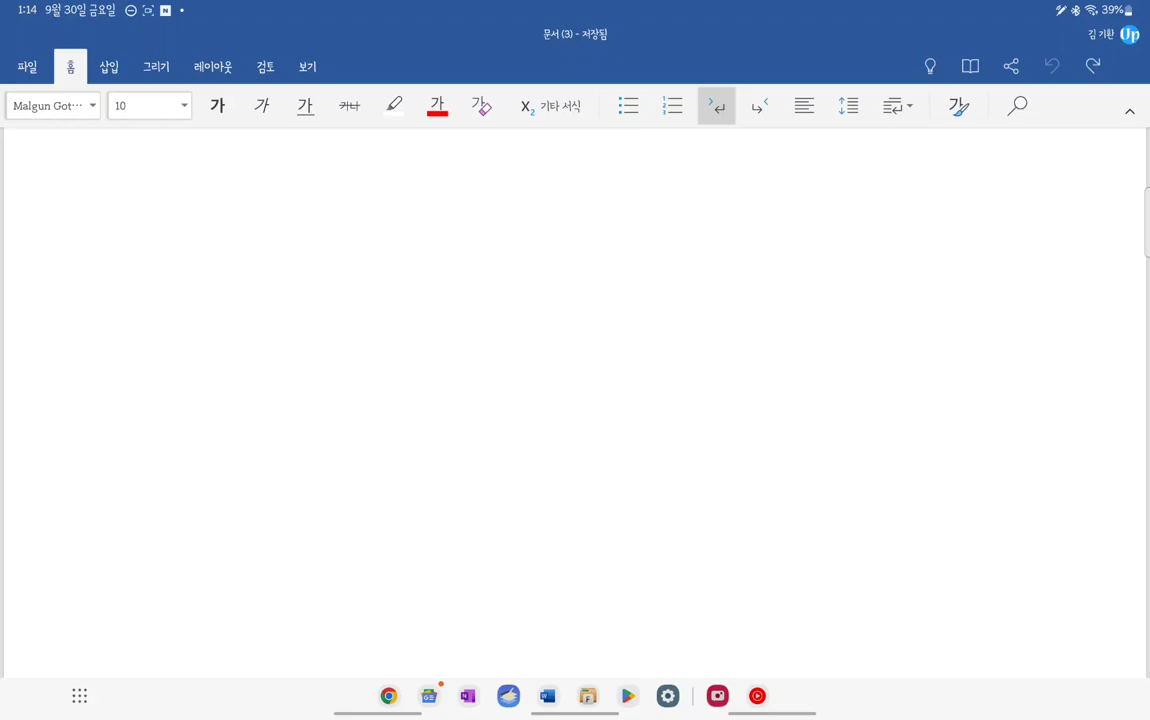 1:14 9월 30일 금요일 N 39%
문서 (3) - 저장됨
김 기환 Up
파일 홈 삽입 그리기 레이아웃 검토 보기
Malgun Got··· 10 가 가 가 가나 가 가 X₂ 기타 서식 가